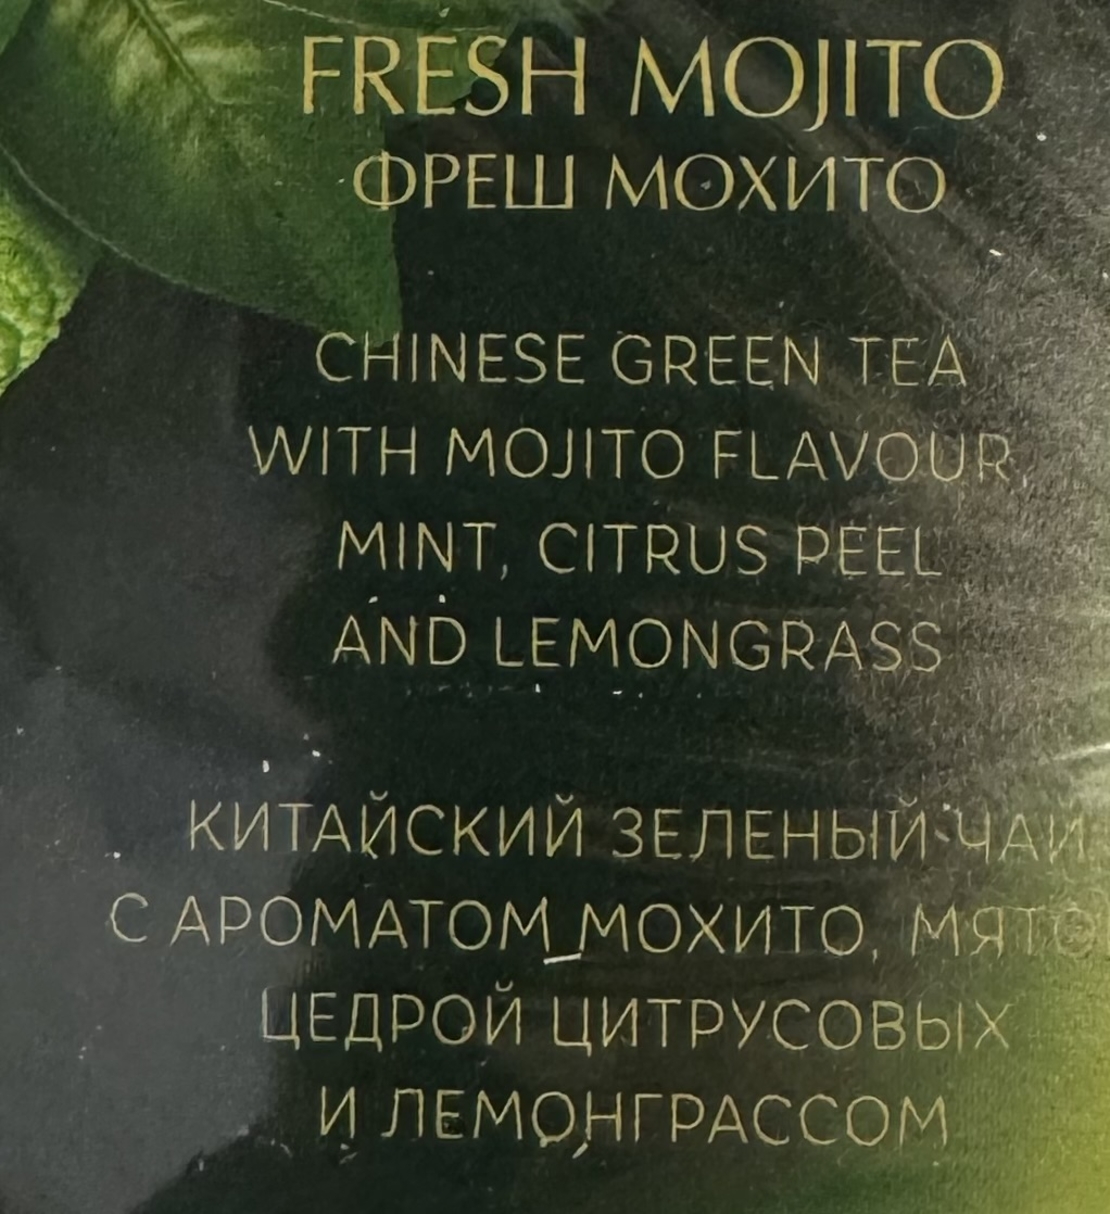 FRESH MOJITO
ФРЕШ МОХИТО
CHINESE GREEN TEA
WITH MOJITO FLAVOUR
MINT, CITRUS PEEL
AND LEMONGRASS
КИТАЙСКИЙ ЗЕЛЕНЫЙ ЧАЙ
С АРОМАТОМ МОХИТО, МЯТО
ЦЕДРОЙ ЦИТРУСОВЫХ
И ЛЕМОНГРАССОМ